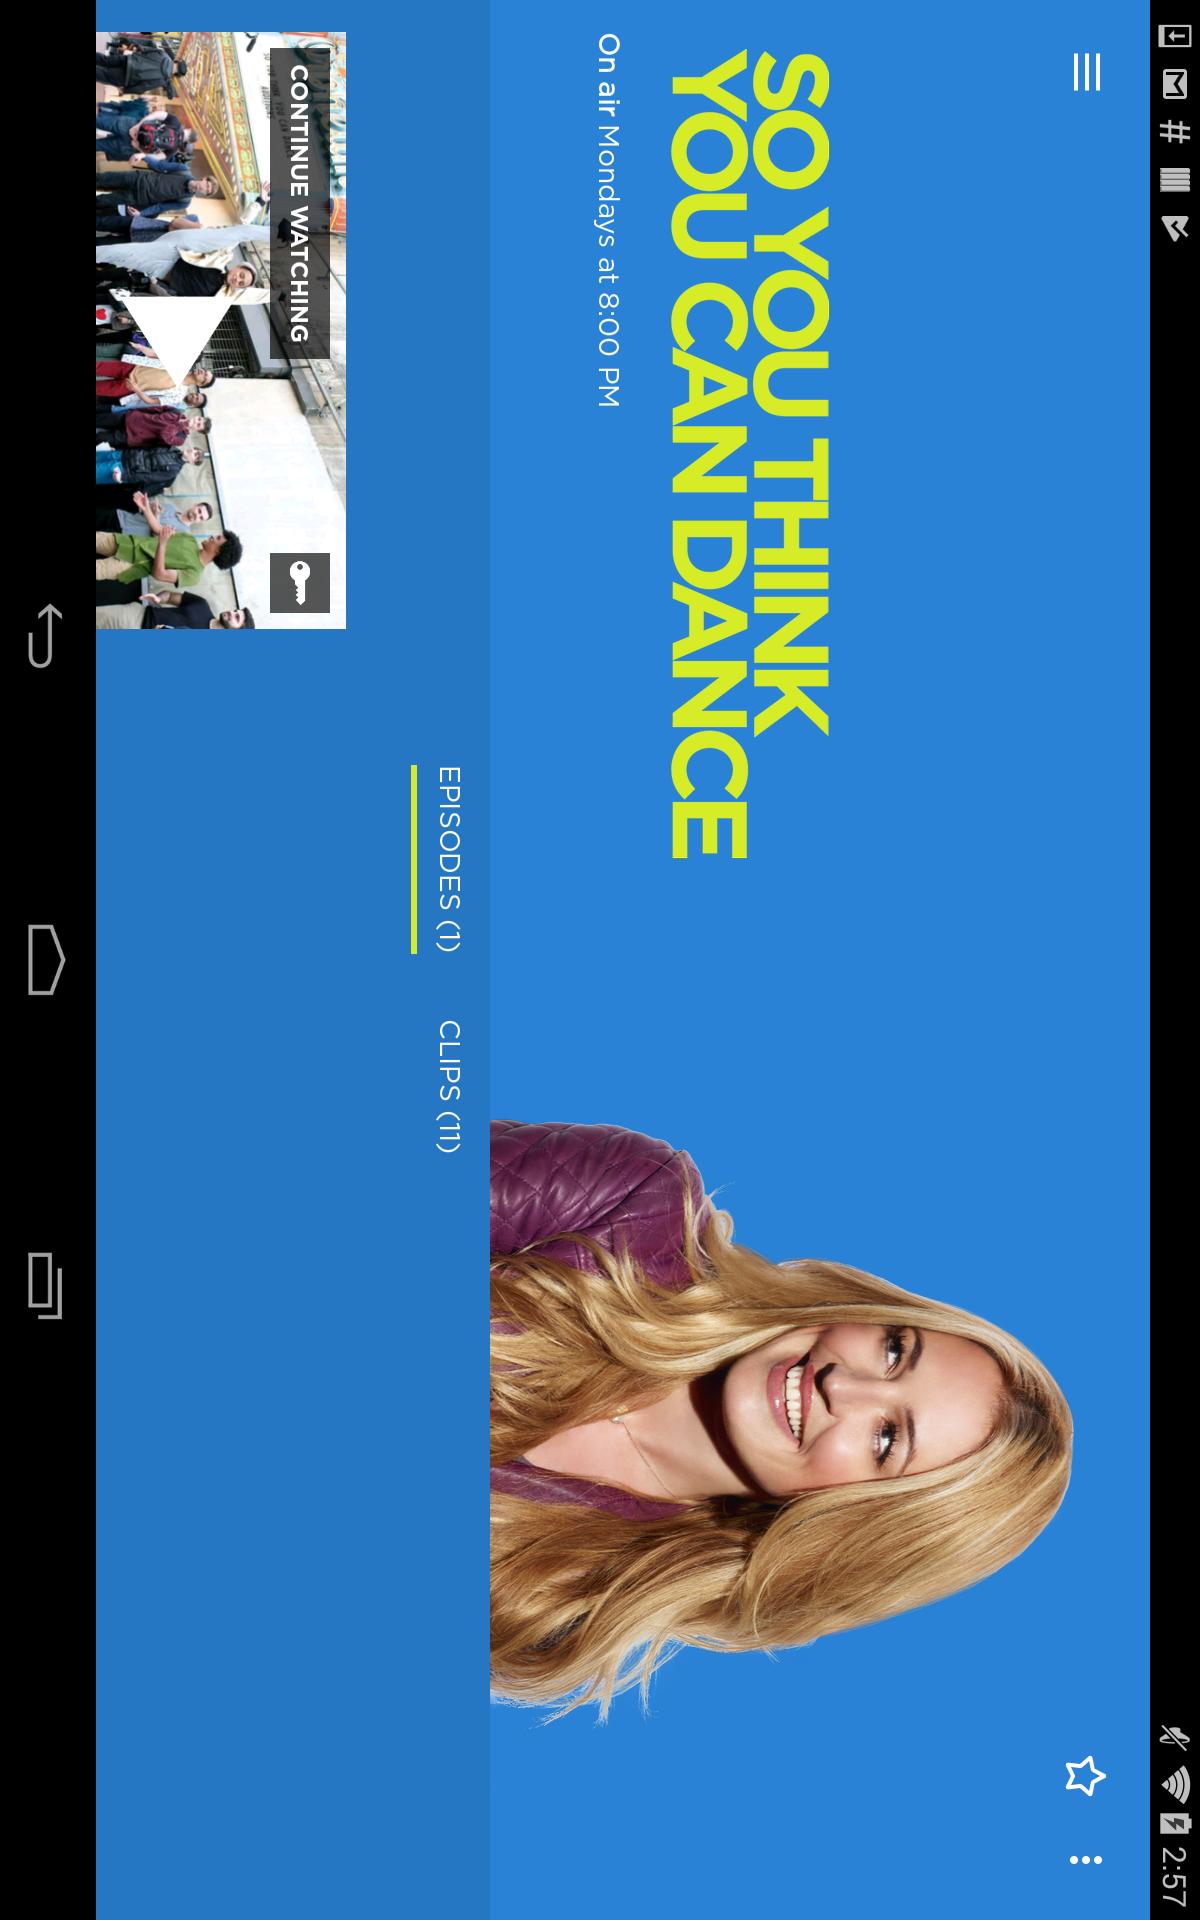 2:57
SO YOU THINK
YOU CAN DANCE
On air Mondays at 8:00 PM
EPISODES (1)
CLIPS (11)
CONTINUE WATCHING